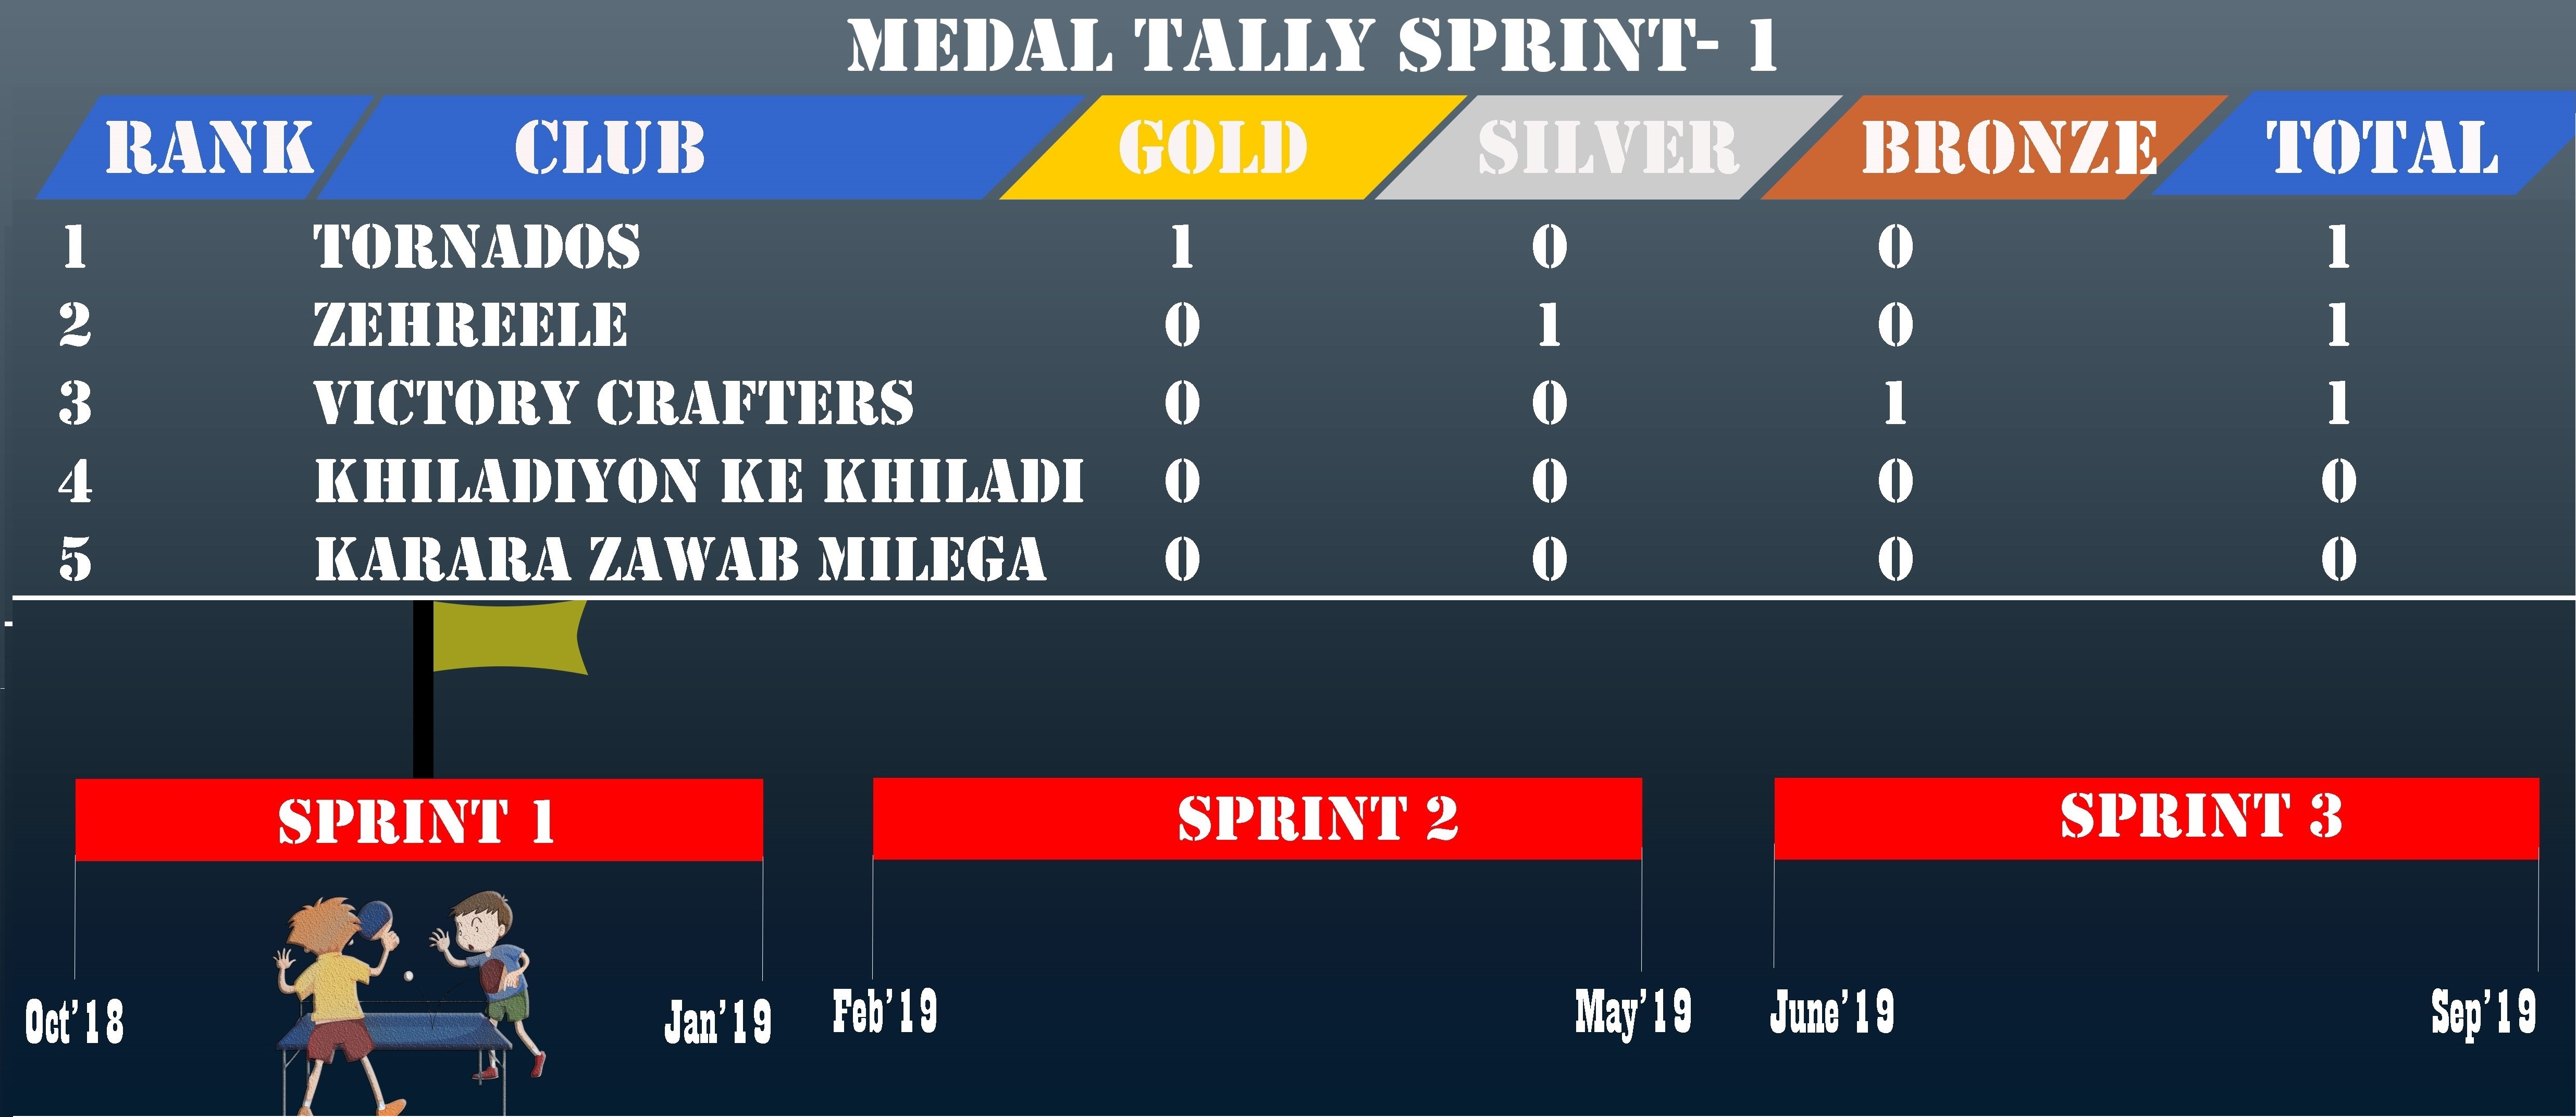 MEDAL TALLY SPRINT- 1
RANK CLUB GOLD SILVER BRONZE TOTAL
1 TORNADOS 1 0 0 1
2 ZEHREELE 0 1 0 1
3 VICTORY CRAFTERS 0 0 1 1
4 KHILADIYON KE KHILADI 0 0 0 0
5 KARARA ZAWAB MILEGA 0 0 0 0
SPRINT 1 SPRINT 2 SPRINT 3
Oct'18 Jan'19 Feb'19 May'19 June'19 Sep'19